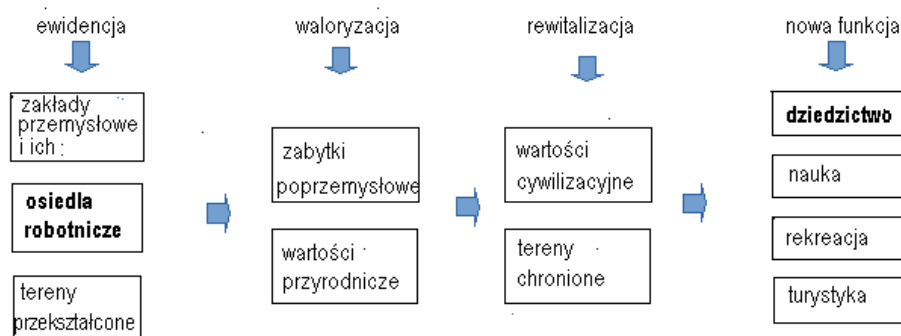 ewidencja
waloryzacja
rewitalizacja
nowa funkcja
zakłady
przemysłowe
i ich :
osiedla
robotnicze
tereny
przekształcone
zabytki
poprzemysłowe
wartości
przyrodnicze
wartości
cywilizacyjne
tereny
chronione
dziedzictwo
nauka
rekreacja
turystyka